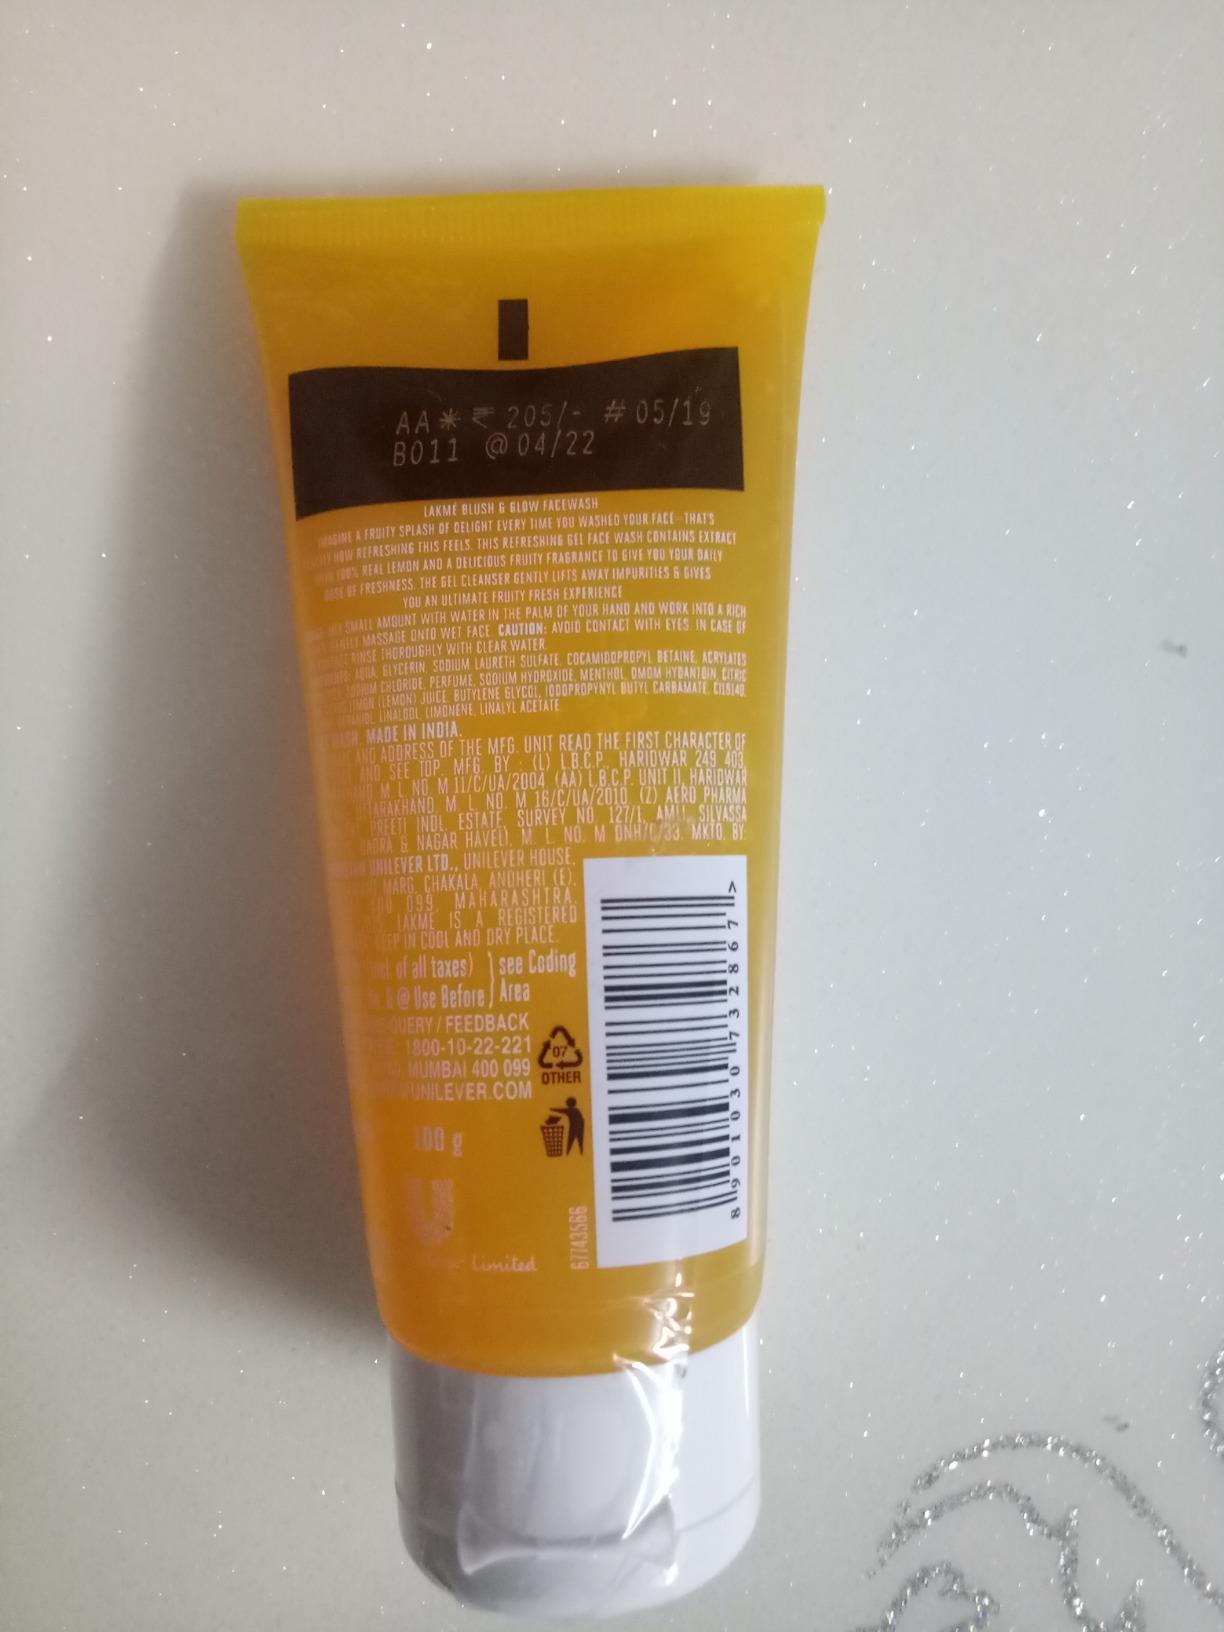 AA* ₹ 205/- # 05/19
B011 @04/22
LAKMÉ BLUSH & GLOW FACEWASH
IMAGINE A FRUITY SPLASH OF DELIGHT EVERY TIME YOU WASHED YOUR FACE - THAT'S
HOW REFRESHING THIS FEELS. THIS REFRESHING GEL FACE WASH CONTAINS EXTRACT
100% REAL LEMON AND A DELICIOUS FRUITY FRAGRANCE TO GIVE YOU YOUR DAILY
DOSE OF FRESHNESS. THE GEL CLEANSER GENTLY LIFTS AWAY IMPURITIES & GIVES
YOU AN ULTIMATE FRUITY FRESH EXPERIENCE
SMALL AMOUNT WITH WATER IN THE PALM OF YOUR HAND AND WORK INTO A RICH
MASSAGE ONTO WET FACE. CAUTION: AVOID CONTACT WITH EYES. IN CASE OF
RINSE THOROUGHLY WITH CLEAR WATER.
AQUA, GLYCERIN, SODIUM LAURETH SULFATE, COCAMIDOPROPYL BETAINE, ACRYLATES
SODIUM CHLORIDE, PERFUME, SODIUM HYDROXIDE, MENTHOL, DMDM HYDANTOIN, CITRIC
(LEMON) JUICE, BUTYLENE GLYCOL, IODOPROPYNYL BUTYL CARBAMATE, CI19140,
LINALOOL, LIMONENE, LINALYL ACETATE
MADE IN INDIA.
AND ADDRESS OF THE MFG. UNIT READ THE FIRST CHARACTER OF
AND SEE TOP. MFG. BY : (L) L.B.C.P., HARIDWAR 249 403,
M. L. NO. M 11/C/UA/2004, (AA) L.B.C.P. UNIT II, HARIDWAR
M. L. NO. M 16/C/UA/2010, (Z) AERO PHARMA
PREETI INDL. ESTATE, SURVEY NO. 127/1, AMLI, SILVASSA
DADRA & NAGAR HAVELI, M. L. NO. M DNH/C/33. MKTD. BY:
UNILEVER LTD., UNILEVER HOUSE,
MARG, CHAKALA, ANDHERI (E),
099, MAHARASHTRA,
LAKMÉ IS A REGISTERED
KEEP IN COOL AND DRY PLACE.
of all taxes) } see Coding
& @ Use Before } Area
QUERY / FEEDBACK
1800-10-22-221
MUMBAI 400 099
UNILEVER.COM
07
OTHER
100 g
U
Limited
67743566
8 901030 732867 >